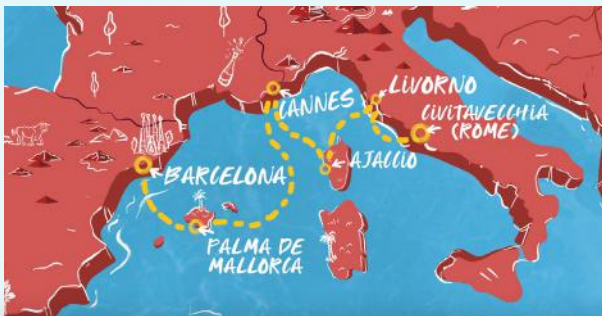 CANNES
LIVORNO
CIVITAVECCHIA
(ROME)
AJACCIO
BARCELONA
PALMA DE
MALLORCA